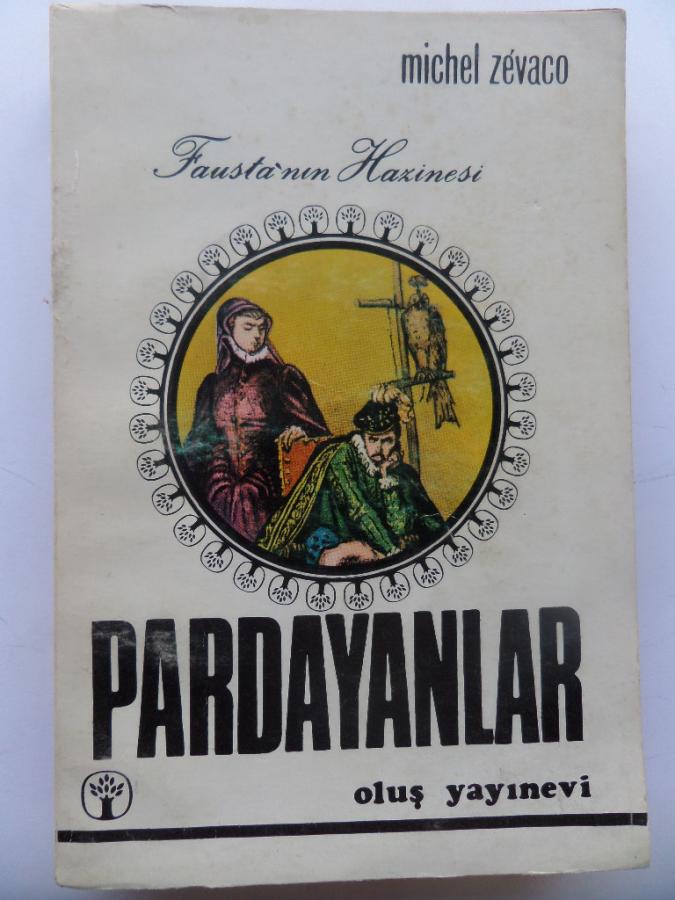 michel zévaco
Fausta'nın Hazinesi
PARDAYANLAR
oluş yayınevi